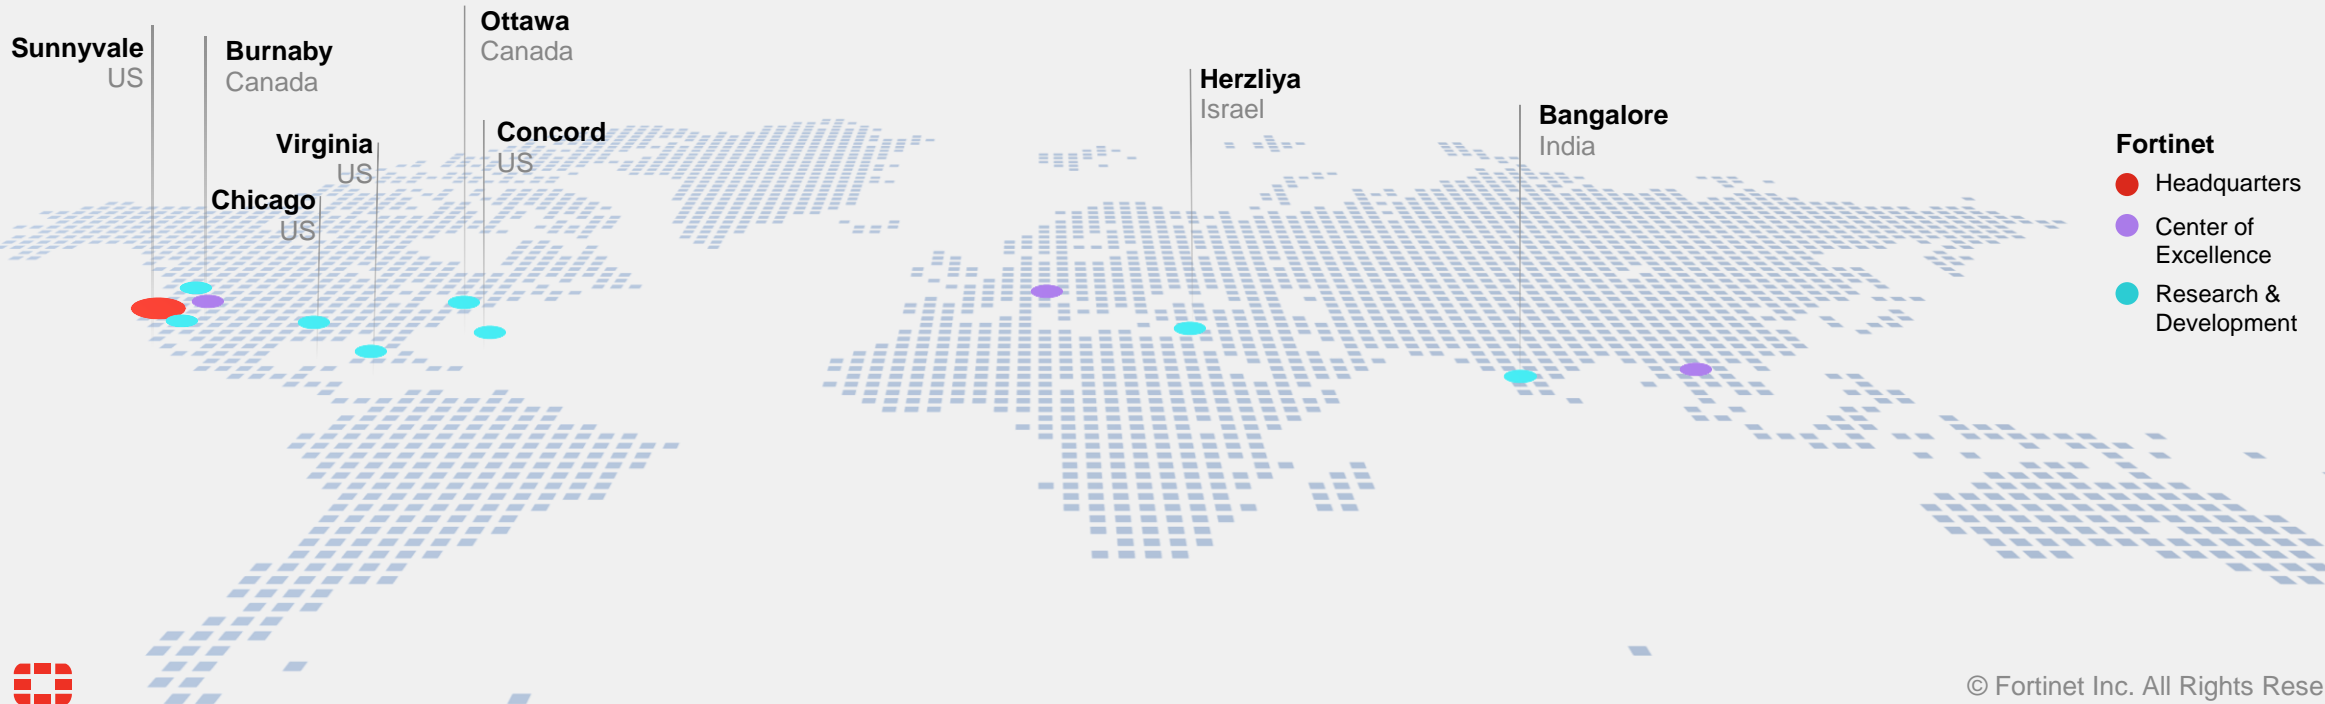 Sunnyvale
US
Burnaby
Canada
Ottawa
Canada
Virginia
US
Concord
US
Chicago
US
Herzliya
Israel
Bangalore
India
Fortinet
Headquarters
Center of
Excellence
Research &
Development
© Fortinet Inc. All Rights Rese